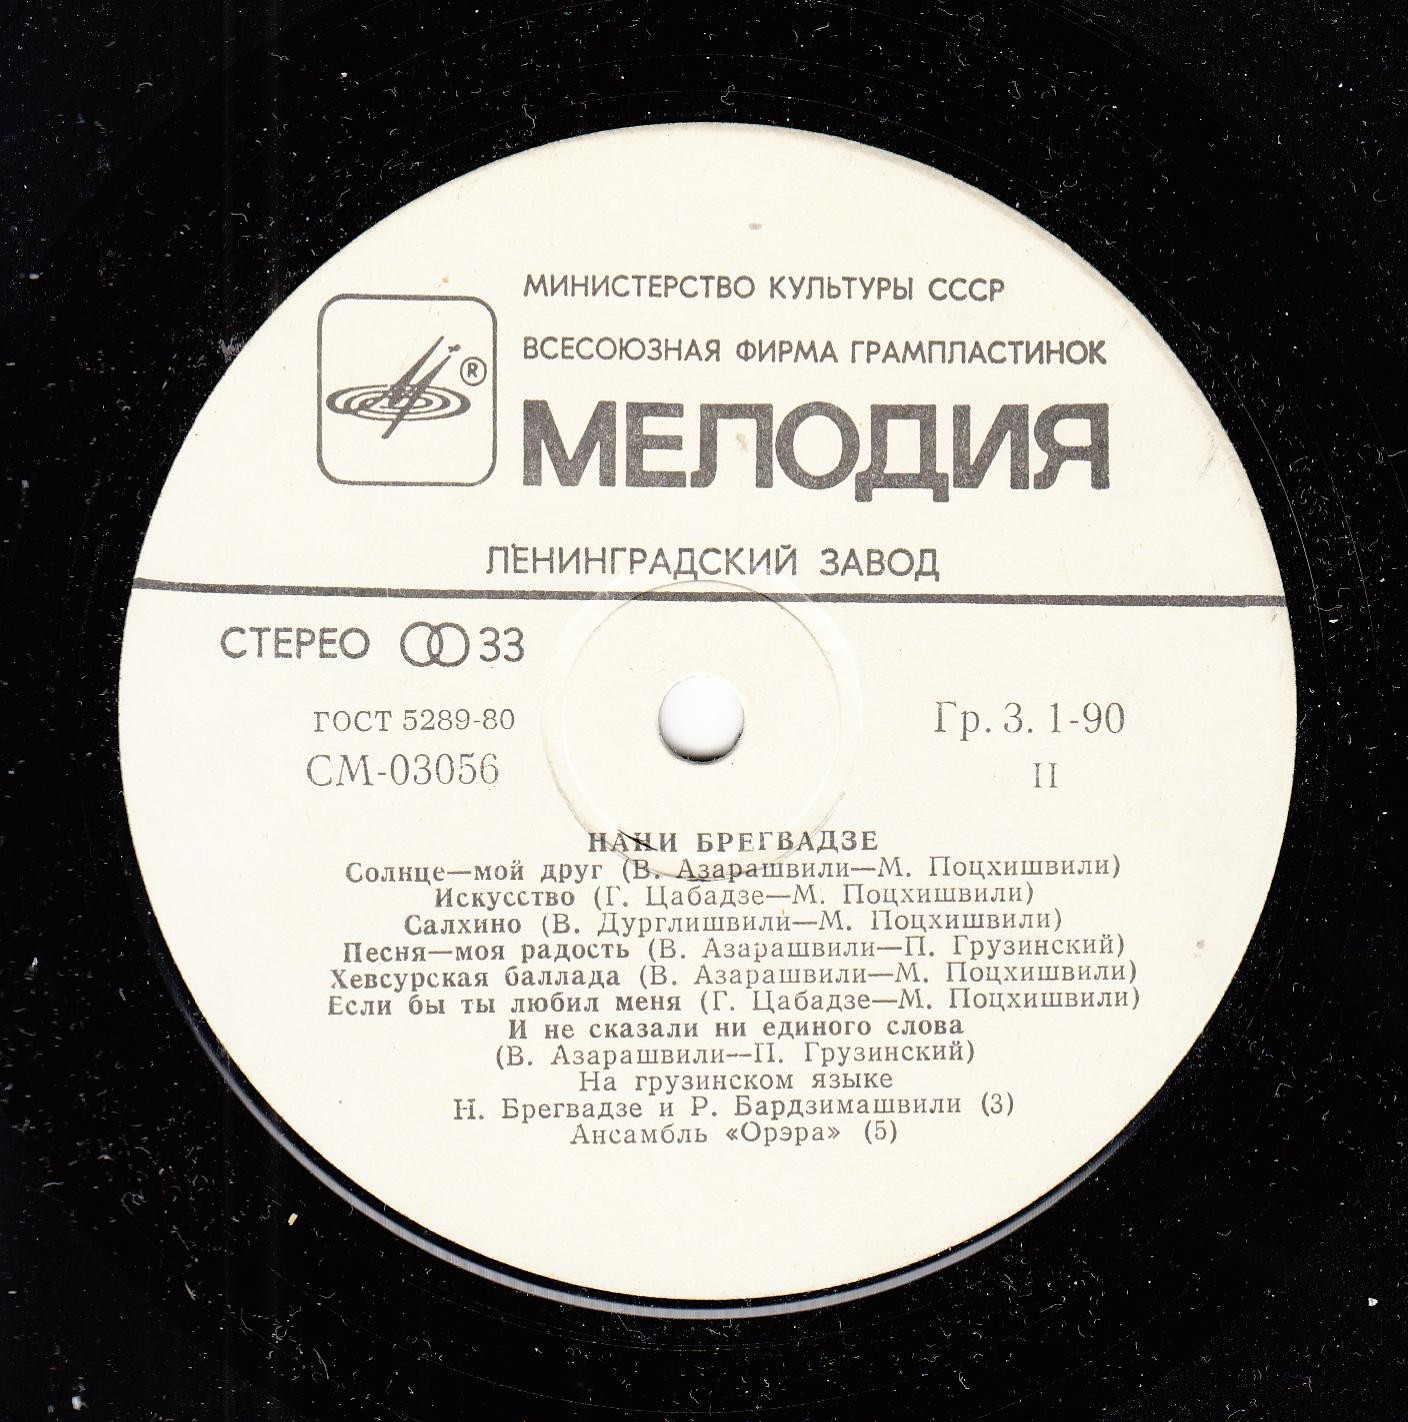 МИНИСТЕРСТВО КУЛЬТУРЫ СССР
ВСЕСОЮЗНАЯ ФИРМА ГРАМПЛАСТИНОК
®
МЕЛОДИЯ
ЛЕНИНГРАДСКИЙ ЗАВОД
СТЕРЕО 33
ГОСТ 5289-80
Гр. 3. 1-90
СМ-03056
II
НАНИ БРЕГВАДЗЕ
Солнце—мой друг (В. Азарашвили—М. Поцхишвили)
Искусство (Г. Цабадзе—М. Поцхишвили)
Салхино (В. Дурглишвили—М. Поцхишвили)
Песня—моя радость (В. Азарашвили—П. Грузинский)
Хевсурская баллада (В. Азарашвили—М. Поцхишвили)
Если бы ты любил меня (Г. Цабадзе—М. Поцхишвили)
И не сказали ни единого слова
(В. Азарашвили—П. Грузинский)
На грузинском языке
Н. Брегвадзе и Р. Бардзимашвили (3)
Ансамбль «Орэра» (5)